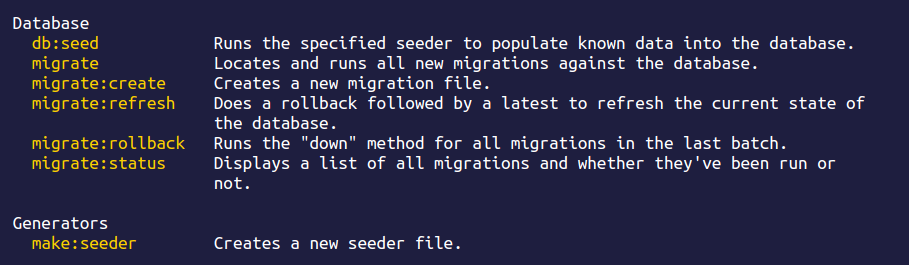 Database
db:seed Runs the specified seeder to populate known data into the database.
migrate Locates and runs all new migrations against the database.
migrate:create Creates a new migration file.
migrate:refresh Does a rollback followed by a latest to refresh the current state of
the database.
migrate:rollback Runs the "down" method for all migrations in the last batch.
migrate:status Displays a list of all migrations and whether they've been run or
not.
Generators
make:seeder Creates a new seeder file.